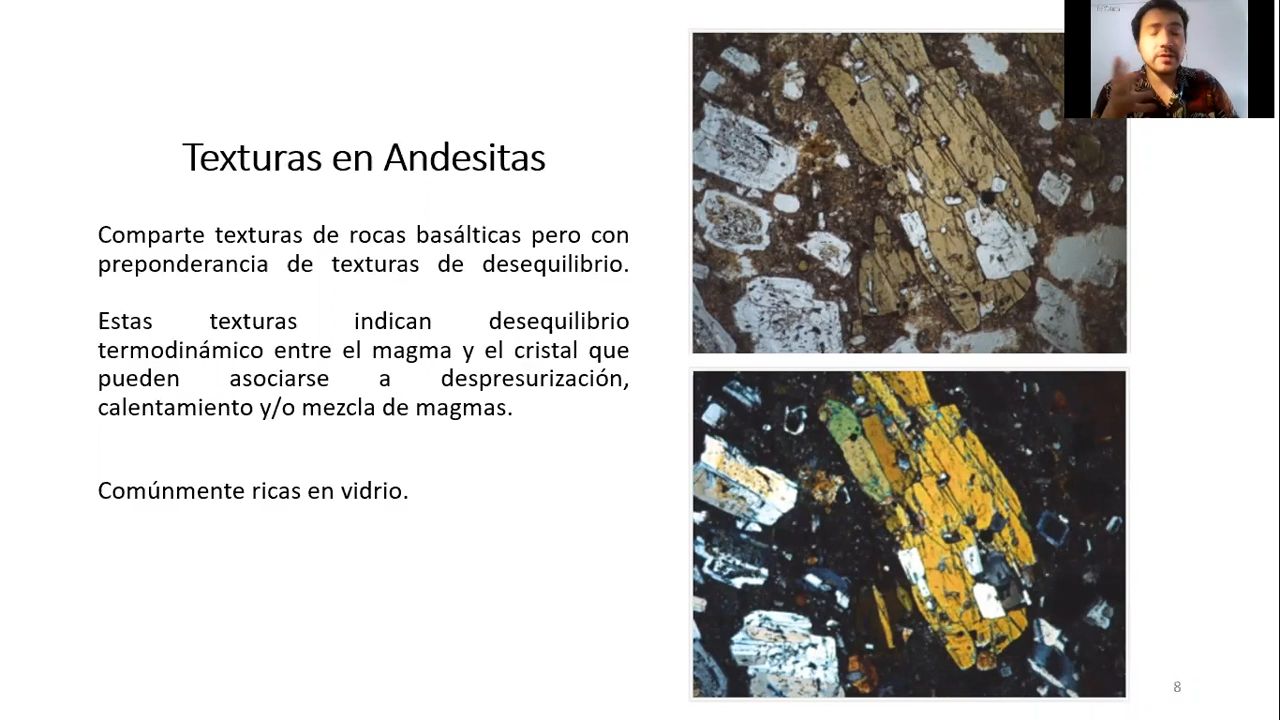 Texturas en Andesitas
Comparte texturas de rocas basálticas pero con
preponderancia de texturas de desequilibrio.
Estas texturas indican desequilibrio
termodinámico entre el magma y el cristal que
pueden asociarse a despresurización,
calentamiento y/o mezcla de magmas.
Comúnmente ricas en vidrio.
8